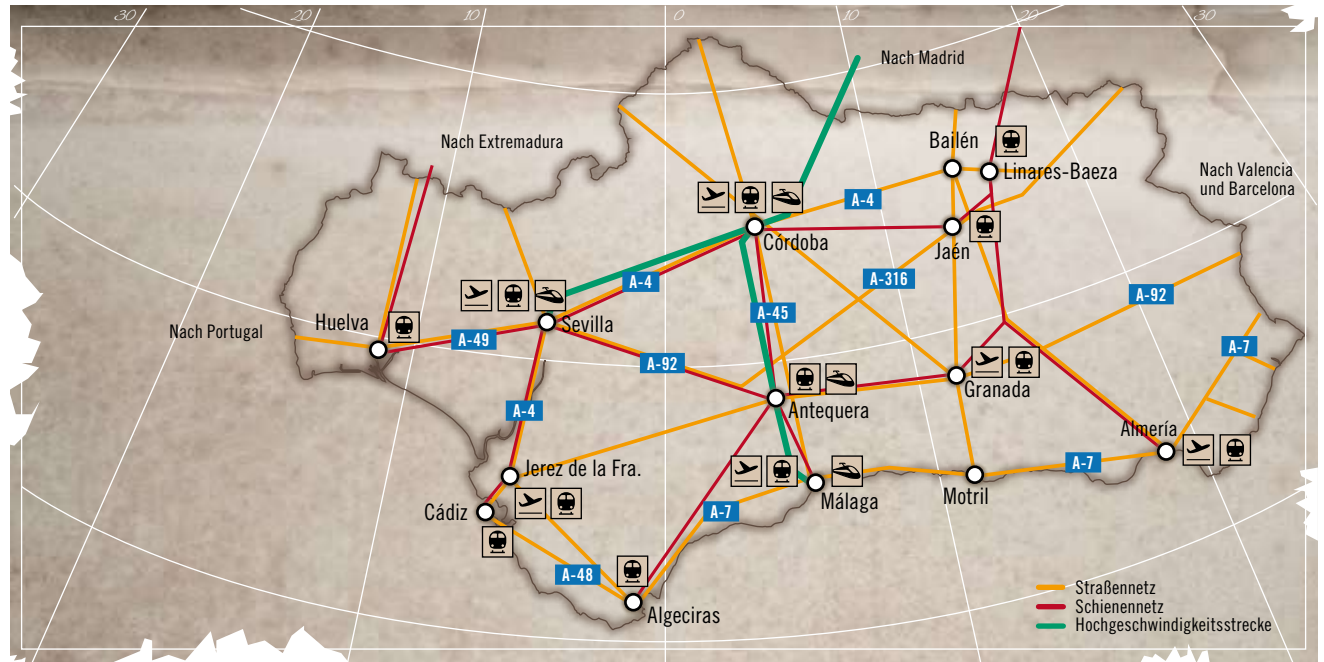 30
20
10
0
10
20
30
Nach Madrid
Nach Extremadura
Bailén
Linares-Baeza
Nach Valencia
und Barcelona
A-4
Córdoba
Jaén
A-316
A-4
A-92
A-45
Nach Portugal
Huelva
Sevilla
A-49
A-92
A-7
Granada
Antequera
A-4
Almería
A-7
Jerez de la Fra.
Málaga
Motril
Cádiz
A-7
A-48
Algeciras
Straßennetz
Schienennetz
Hochgeschwindigkeitsstrecke